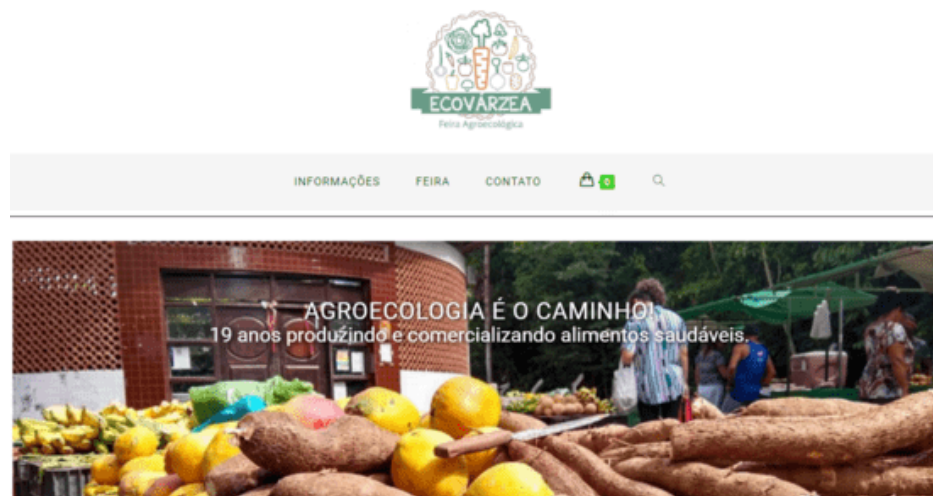 ECOVÁRZEA
Feira Agroecológica
INFORMAÇÕES FEIRA CONTATO 0
AGROECOLOGIA É O CAMINHO!
19 anos produzindo e comercializando alimentos saudáveis.